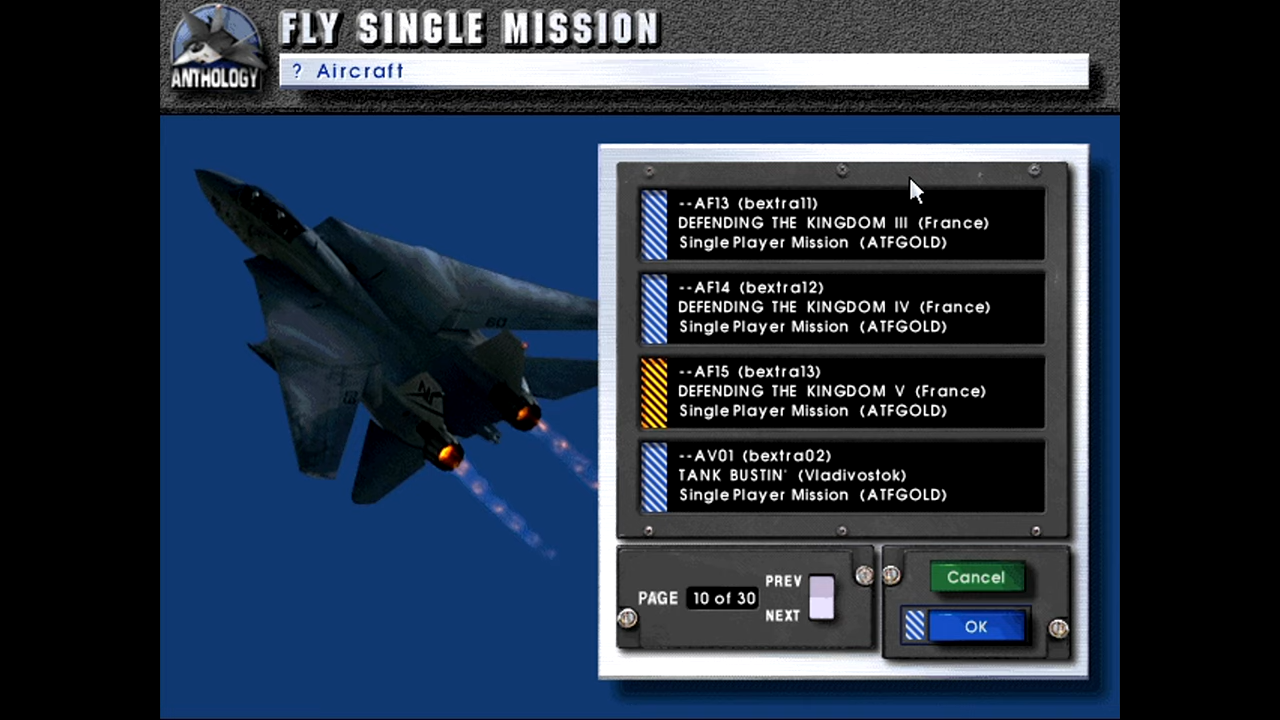 FLY SINGLE MISSION
ANTHOLOGY
? Aircraft
--AF13 (bextra11)
DEFENDING THE KINGDOM III (France)
Single Player Mission (ATFGOLD)
--AF14 (bextra12)
DEFENDING THE KINGDOM IV (France)
Single Player Mission (ATFGOLD)
--AF15 (bextra13)
DEFENDING THE KINGDOM V (France)
Single Player Mission (ATFGOLD)
--AV01 (bextra02)
TANK BUSTIN' (Vladivostok)
Single Player Mission (ATFGOLD)
PAGE 10 of 30
PREV
NEXT
Cancel
OK